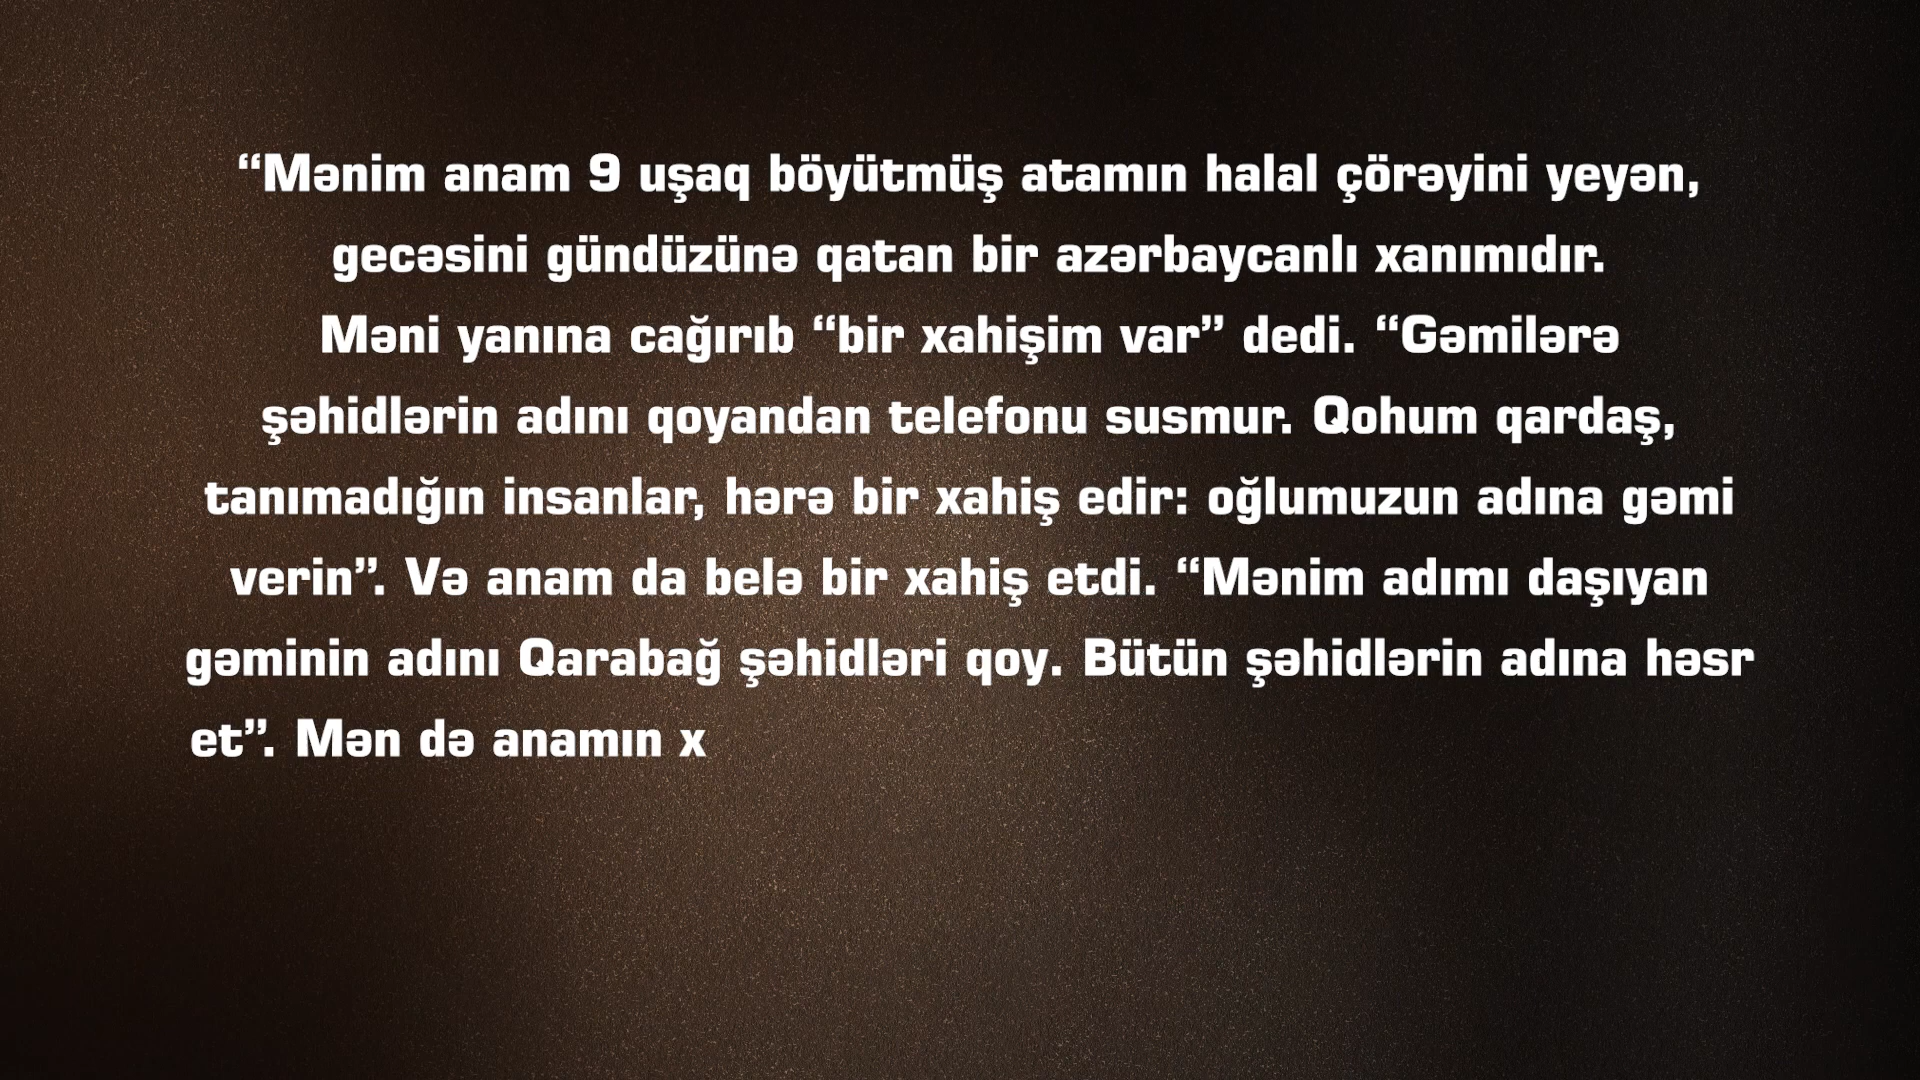 “Mənim anam 9 uşaq böyütmüş atamın halal çörəyini yeyən,
gecəsini gündüzünə qatan bir azərbaycanlı xanımıdır.
Məni yanına cağırıb “bir xahişim var” dedi. “Gəmilərə
şəhidlərin adını qoyandan telefonu susmur. Qohum qardaş,
tanımadığın insanlar, hərə bir xahiş edir: oğlumuzun adına gəmi
verin”. Və anam da belə bir xahiş etdi. “Mənim adımı daşıyan
gəminin adını Qarabağ şəhidləri qoy. Bütün şəhidlərin adına həsr
et”. Mən də anamın x